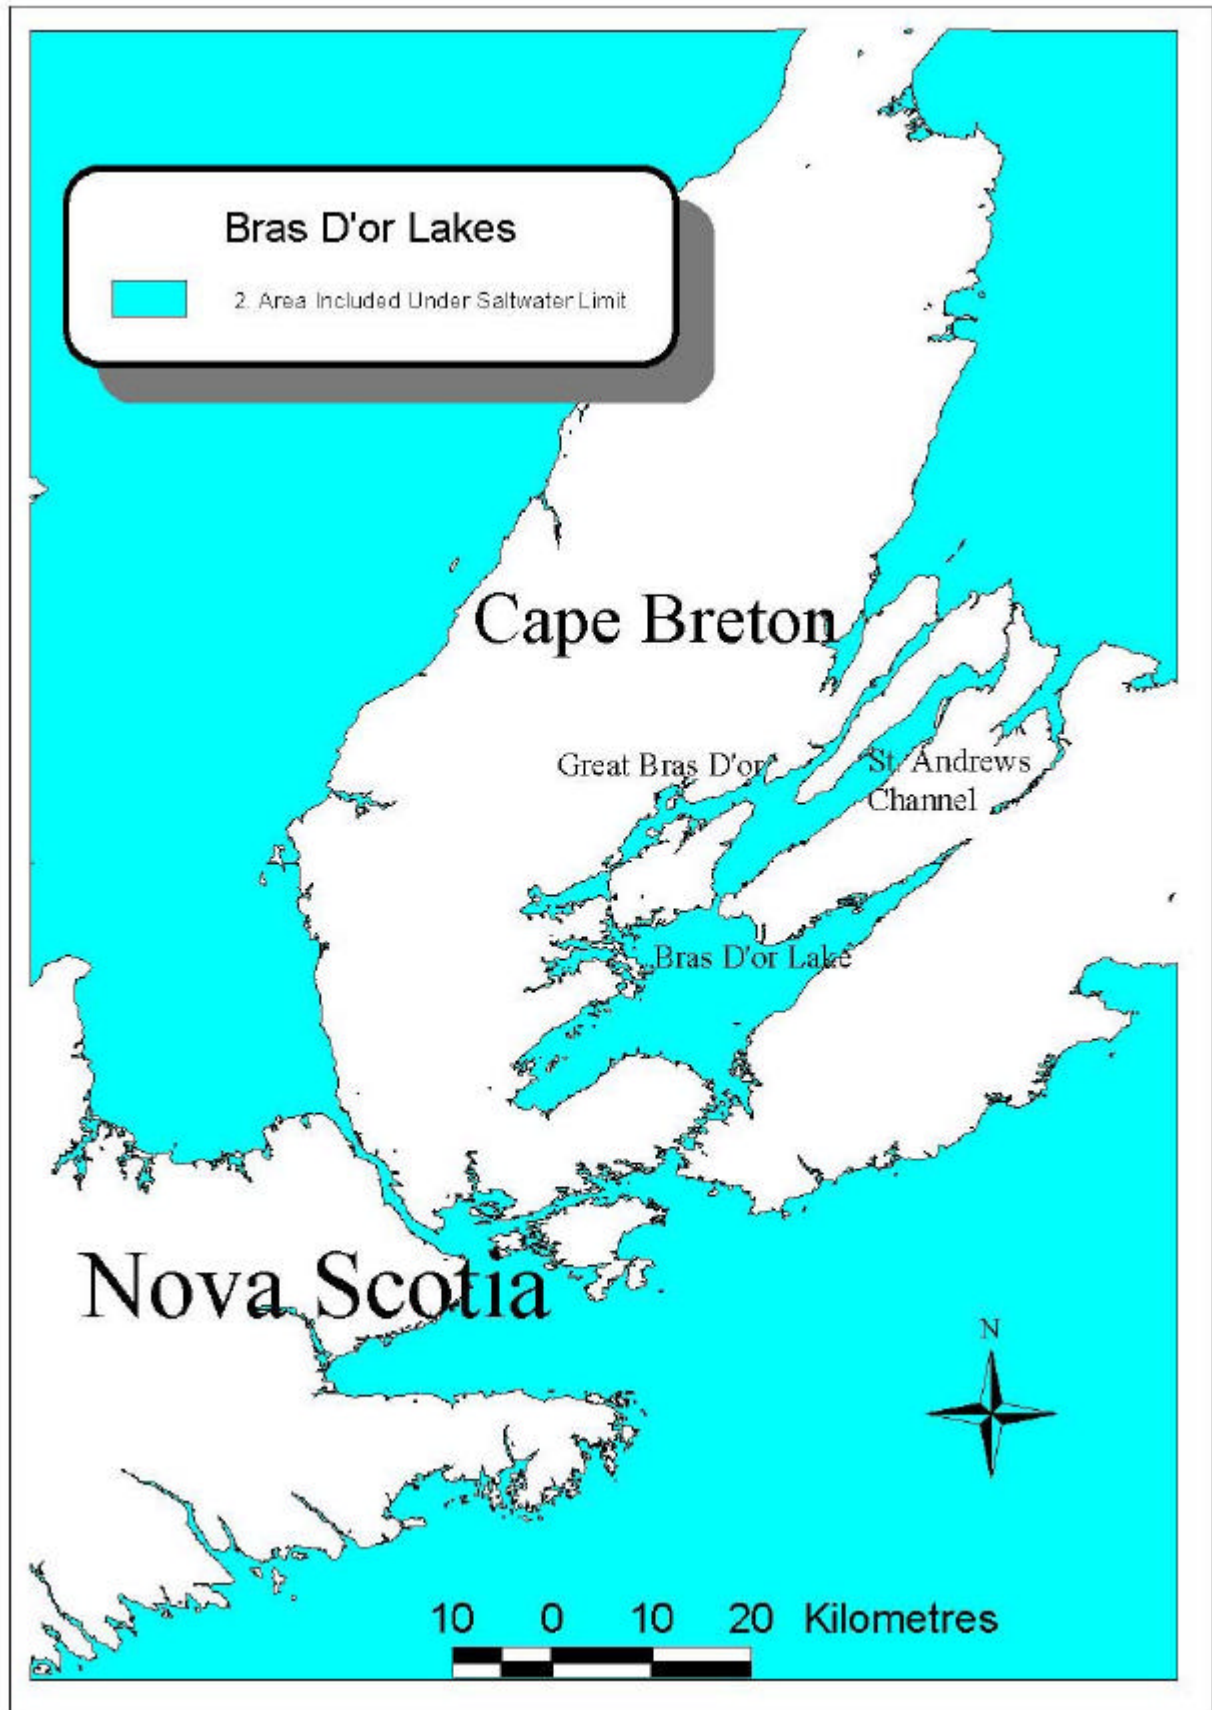 Bras D'or Lakes
2. Area Included Under Saltwater Limit
Cape Breton
Great Bras D'or
St. Andrews
Channel
Bras D'or Lake
Nova Scotia
N
10 0 10 20 Kilometres